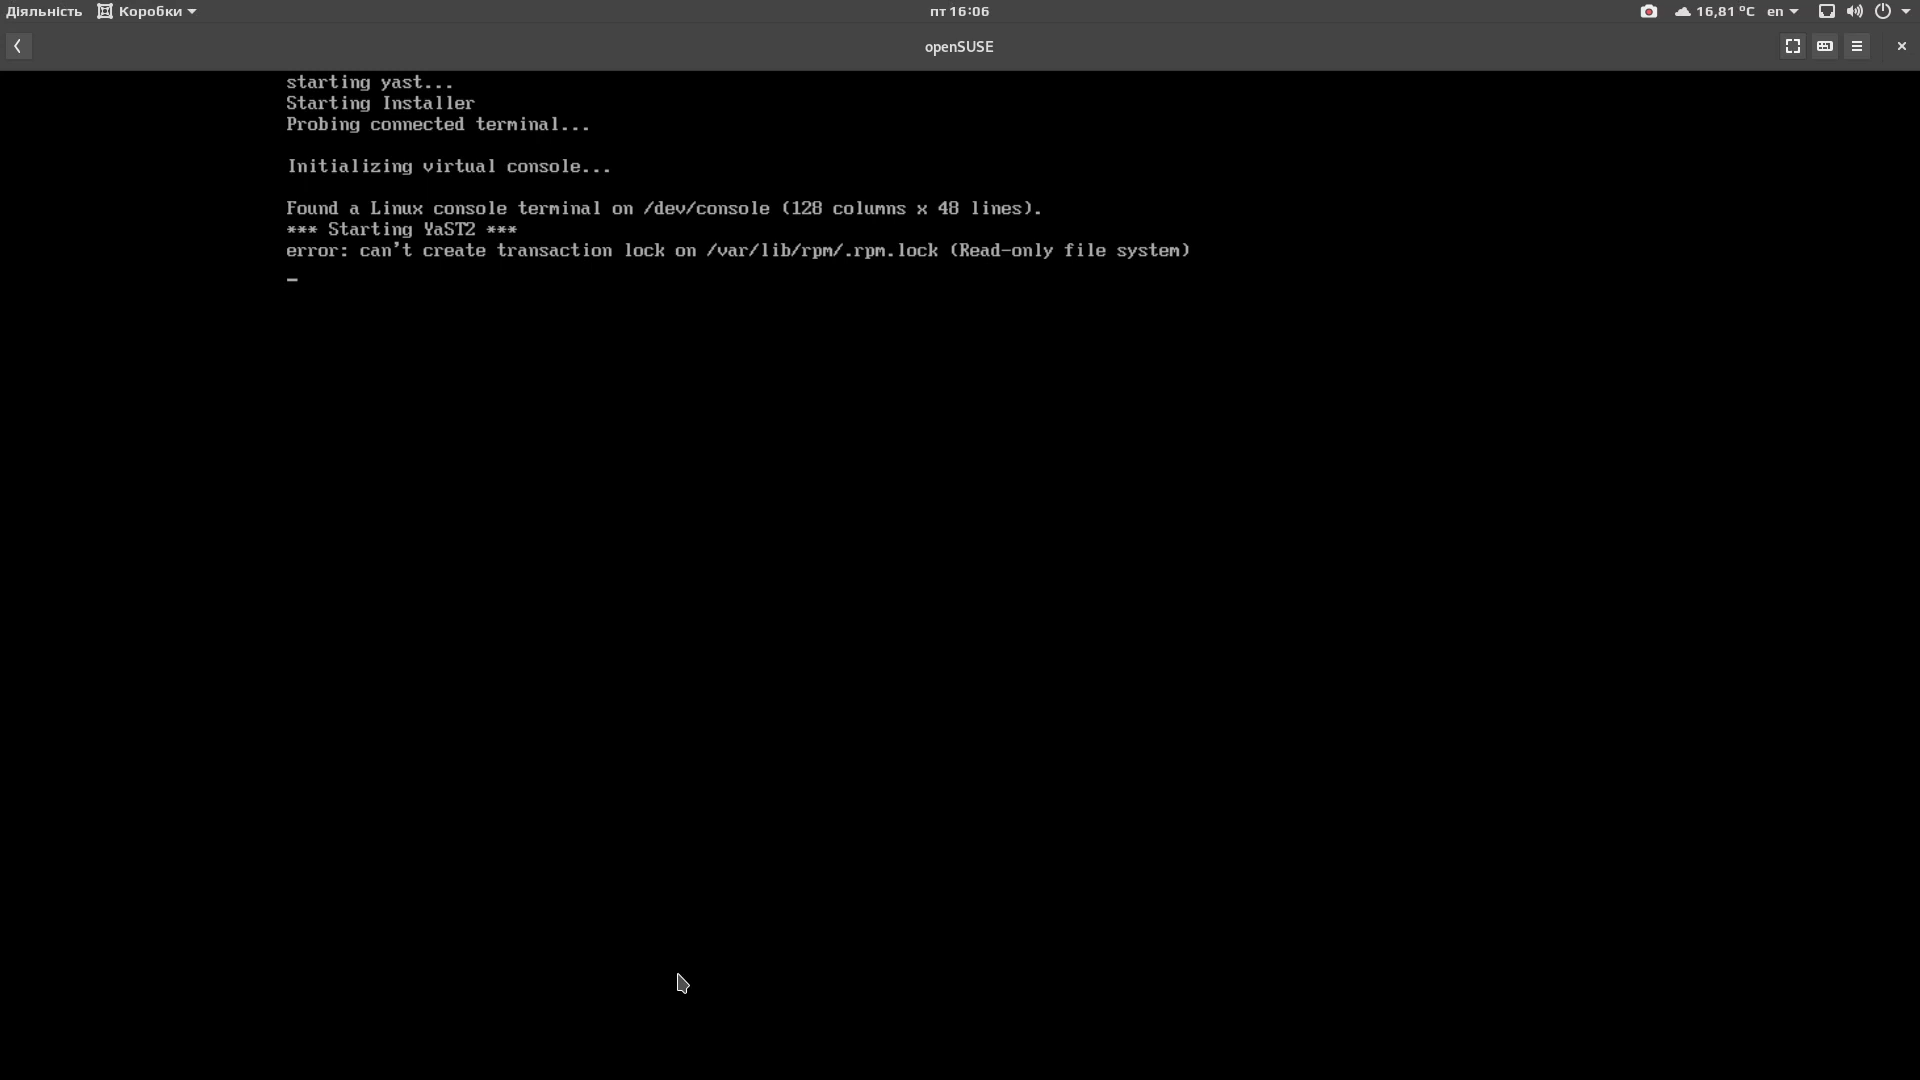 Діяльність Коробки пт 16:06 16,81 °C en
openSUSE
starting yast...
Starting Installer
Probing connected terminal...
Initializing virtual console...
Found a Linux console terminal on /dev/console (128 columns x 48 lines).
*** Starting YaST2 ***
error: can't create transaction lock on /var/lib/rpm/.rpm.lock (Read-only file system)